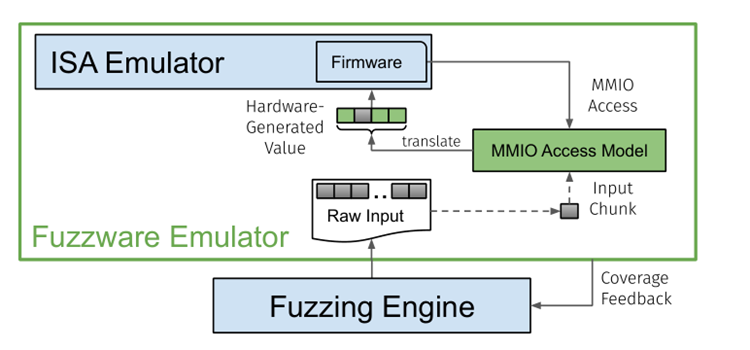 ISA Emulator
Firmware
Hardware-
Generated
Value
MMIO
Access
translate
MMIO Access Model
Raw Input
Input
Chunk
Fuzzware Emulator
Coverage
Feedback
Fuzzing Engine